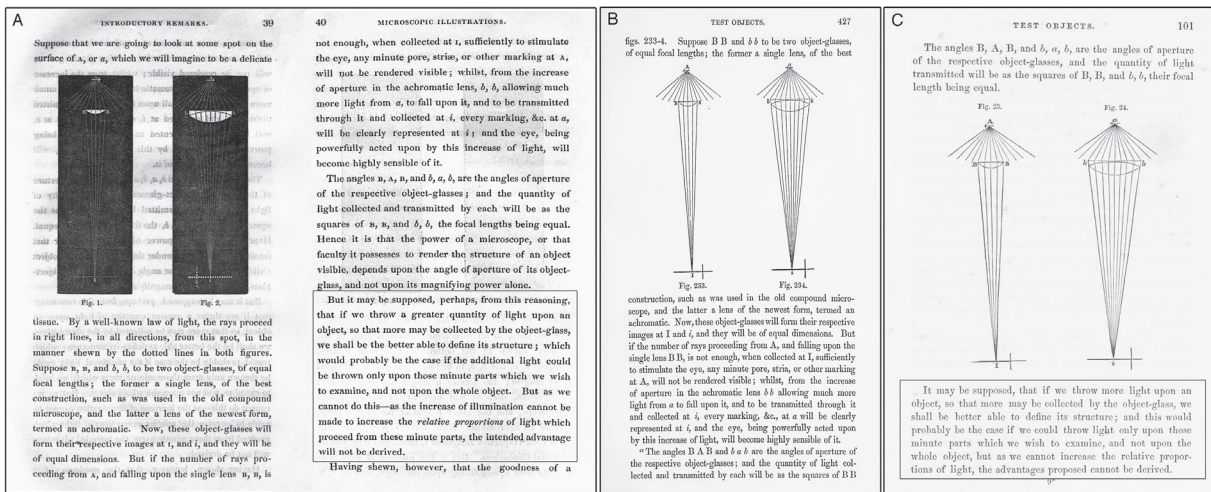 A
INTRODUCTORY REMARKS. 39
Suppose that we are going to look at some spot on the
surface of A, or a, which we will imagine to be a delicate
Fig. 1. Fig. 2.
tissue. By a well-known law of light, the rays proceed
in right lines, in all directions, from this spot, in the
manner shewn by the dotted lines in both figures.
Suppose B, B, and b, b, to be two object-glasses, of equal
focal lengths; the former a single lens, of the best
construction, such as was used in the old compound
microscope, and the latter a lens of the newest form,
termed an achromatic. Now, these object-glasses will
form their respective images at I, and i, and they will be
of equal dimensions. But if the number of rays pro-
ceeding from A, and falling upon the single lens B, B, is
40 MICROSCOPIC ILLUSTRATIONS.
not enough, when collected at I, sufficiently to stimulate
the eye, any minute pore, striæ, or other marking at A,
will not be rendered visible; whilst, from the increase
of aperture in the achromatic lens, b, b, allowing much
more light from a, to fall upon it, and to be transmitted
through it and collected at i, every marking, &c. at a,
will be clearly represented at i; and the eye, being
powerfully acted upon by this increase of light, will
become highly sensible of it.
The angles B, A, B, and b, a, b, are the angles of aperture
of the respective object-glasses; and the quantity of
light collected and transmitted by each will be as the
squares of B, B, and b, b, the focal lengths being equal.
Hence it is that the power of a microscope, or that
faculty it possesses to render the structure of an object
visible, depends upon the angle of aperture of its object-
glass, and not upon its magnifying power alone.
But it may be supposed, perhaps, from this reasoning,
that if we throw a greater quantity of light upon an
object, so that more may be collected by the object-glass,
we shall be the better able to define its structure; which
would probably be the case if the additional light could
be thrown only upon those minute parts which we wish
to examine, and not upon the whole object. But as we
cannot do this—as the increase of illumination cannot be
made to increase the relative proportions of light which
proceed from these minute parts, the intended advantage
will not be derived.
Having shewn, however, that the goodness of a
B
TEST OBJECTS. 427
figs. 233-4. Suppose B B and b b to be two object-glasses,
of equal focal lengths; the former a single lens, of the best
A a
B B b b
I i
Fig. 233. Fig. 234.
construction, such as was used in the old compound micro-
scope, and the latter a lens of the newest form, termed an
achromatic. Now, these object-glasses will form their respective
images at I and i, and they will be of equal dimensions. But
if the number of rays proceeding from A, and falling upon the
single lens B B, is not enough, when collected at I, sufficiently
to stimulate the eye, any minute pore, stria, or other marking
at A, will not be rendered visible; whilst, from the increase
of aperture in the achromatic lens b b allowing much more
light from a to fall upon it, and to be transmitted through it
and collected at i, every marking, &c., at a will be clearly
represented at i, and the eye, being powerfully acted upon
by this increase of light, will become highly sensible of it.
"The angles B A B and b a b are the angles of aperture of
the respective object-glasses; and the quantity of light col-
lected and transmitted by each will be as the squares of B B
C
TEST OBJECTS. 101
The angles B, A, B, and b, a, b, are the angles of aperture
of the respective object-glasses, and the quantity of light
transmitted will be as the squares of B, B, and b, b, their focal
length being equal.
Fig. 23. Fig. 24.
A a
B B b b
It may be supposed, that if we throw more light upon an
object, so that more may be collected by the object-glass, we
shall be better able to define its structure; and this would
probably be the case if we could throw light only upon those
minute parts which we wish to examine, and not upon the
whole object, but as we cannot increase the relative propor-
tions of light, the advantages proposed cannot be derived.